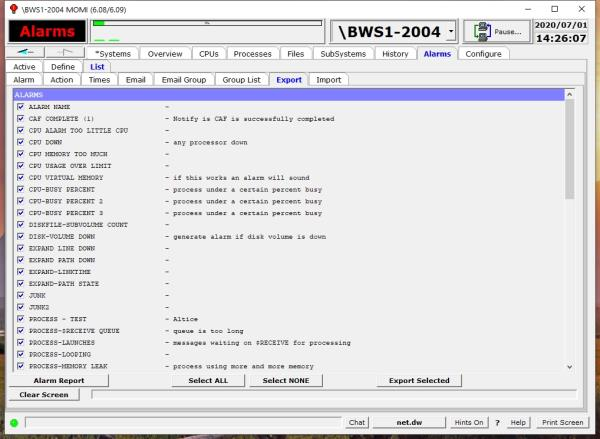 \BWS1-2004 MOMI (6.08/6.09)
Alarms
\BWS1-2004
Pause...
2020/07/01
14:26:07
*Systems Overview CPUs Processes Files SubSystems History Alarms Configure
Active Define List
Alarm Action Times Email Email Group Group List Export Import
ALARMS
ALARM NAME -
CAF COMPLETE (1) - Notify is CAF is successfully completed
CPU ALARM TOO LITTLE CPU -
CPU DOWN - any processor down
CPU MEMORY TOO MUCH -
CPU USAGE OVER LIMIT -
CPU VIRTUAL MEMORY - if this works an alarm will sound
CPU-BUSY PERCENT - process under a certain percent busy
CPU-BUSY PERCENT 2 - process under a certain percent busy
CPU-BUSY PERCENT 3 - process under a certain percent busy
DISKFILE-SUBVOLUME COUNT -
DISK-VOLUME DOWN - generate alarm if disk volume is down
EXPAND LINE DOWN -
EXPAND PATH DOWN -
EXPAND-LINKTIME -
EXPAND-PATH STATE -
JUNK -
JUNK2 -
PROCESS - TEST - Altice
PROCESS-$RECEIVE QUEUE - queue is too long
PROCESS-LAUNCHES - messages waiting on $RECEIVE for processing
PROCESS-LOOPING -
PROCESS-MEMORY LEAK - process using more and more memory
Alarm Report Select ALL Select NONE Export Selected
Clear Screen
Chat net.dw Hints On ? Help Print Screen